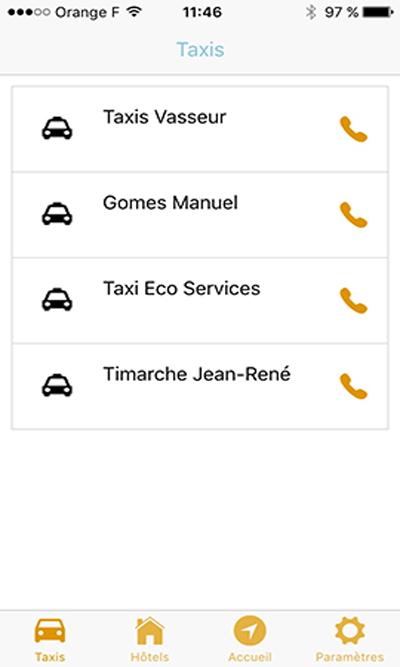 Orange F 11:46 97 %
Taxis
Taxis Vasseur
Gomes Manuel
Taxi Eco Services
Timarche Jean-René
Taxis Hôtels Accueil Paramètres